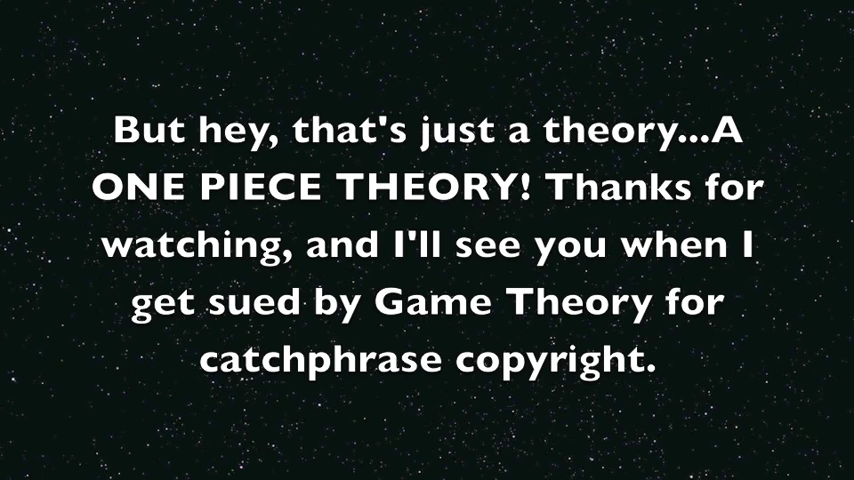 But hey, that's just a theory...A
ONE PIECE THEORY! Thanks for
watching, and I'll see you when I
get sued by Game Theory for
catchphrase copyright.